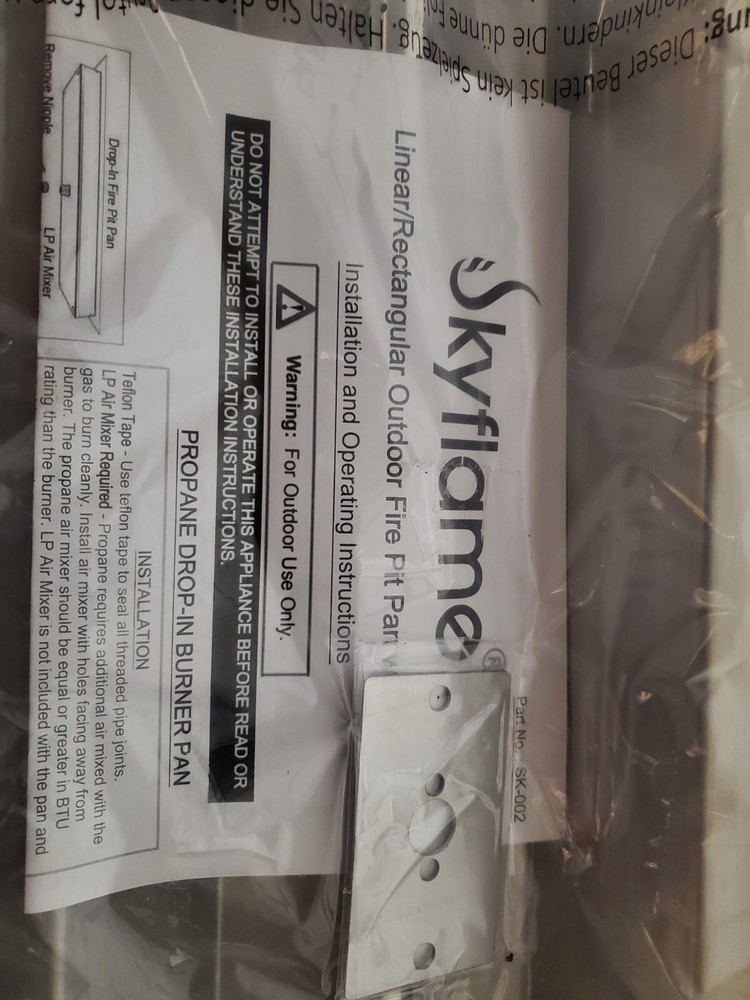 Part No.: SK-002
Skyflame®
Linear/Rectangular Outdoor Fire Pit Pan
Installation and Operating Instructions
Warning: For Outdoor Use Only.
DO NOT ATTEMPT TO INSTALL OR OPERATE THIS APPLIANCE BEFORE READ OR
UNDERSTAND THESE INSTALLATION INSTRUCTIONS.
PROPANE DROP-IN BURNER PAN
Drop-In Fire Pit Pan
Remove Nipple
LP Air Mixer
INSTALLATION
Teflon Tape - Use teflon tape to seal all threaded pipe joints.
LP Air Mixer Required - Propane requires additional air mixed with the
gas to burn cleanly. Install air mixer with holes facing away from
burner. The propane air mixer should be equal or greater in BTU
rating than the burner. LP Air Mixer is not included with the pan and
Dieser Beutel ist kein Spielzeug. Halten Sie
Die dünne